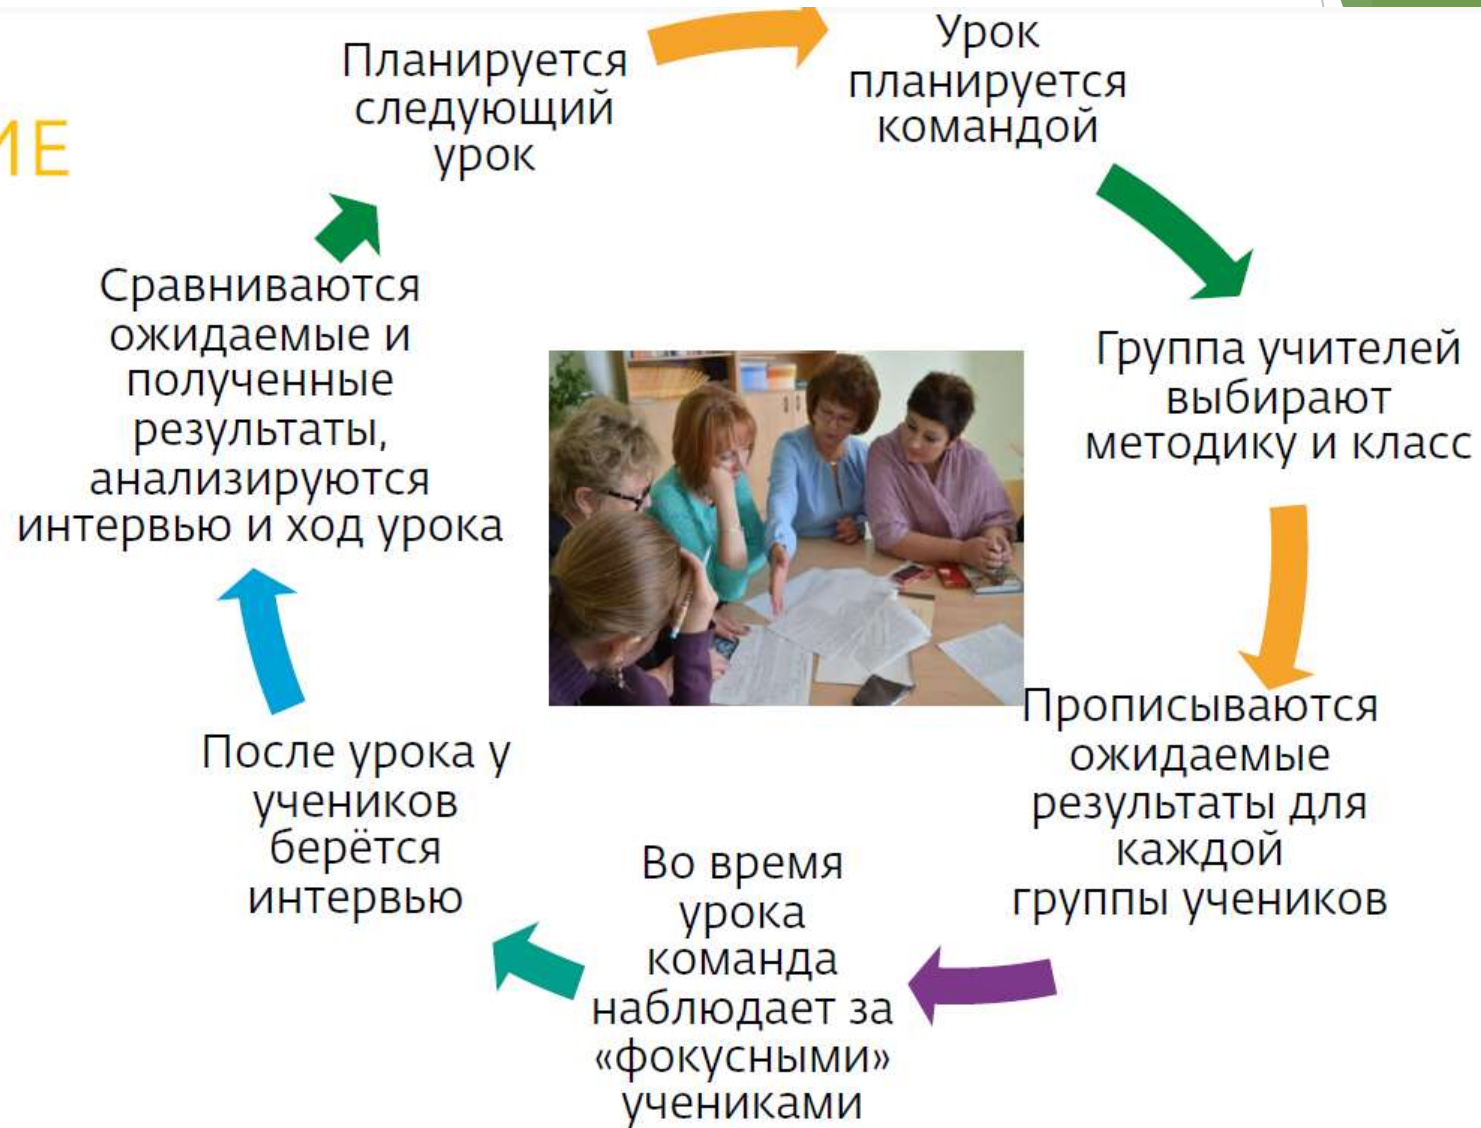 ИЕ
Планируется
следующий
урок
Урок
планируется
командой
Группа учителей
выбирают
методику и класс
Прописываются
ожидаемые
результаты для
каждой
группы учеников
Во время
урока
команда
наблюдает за
«фокусными»
учениками
После урока у
учеников
берётся
интервью
Сравниваются
ожидаемые и
полученные
результаты,
анализируются
интервью и ход урока